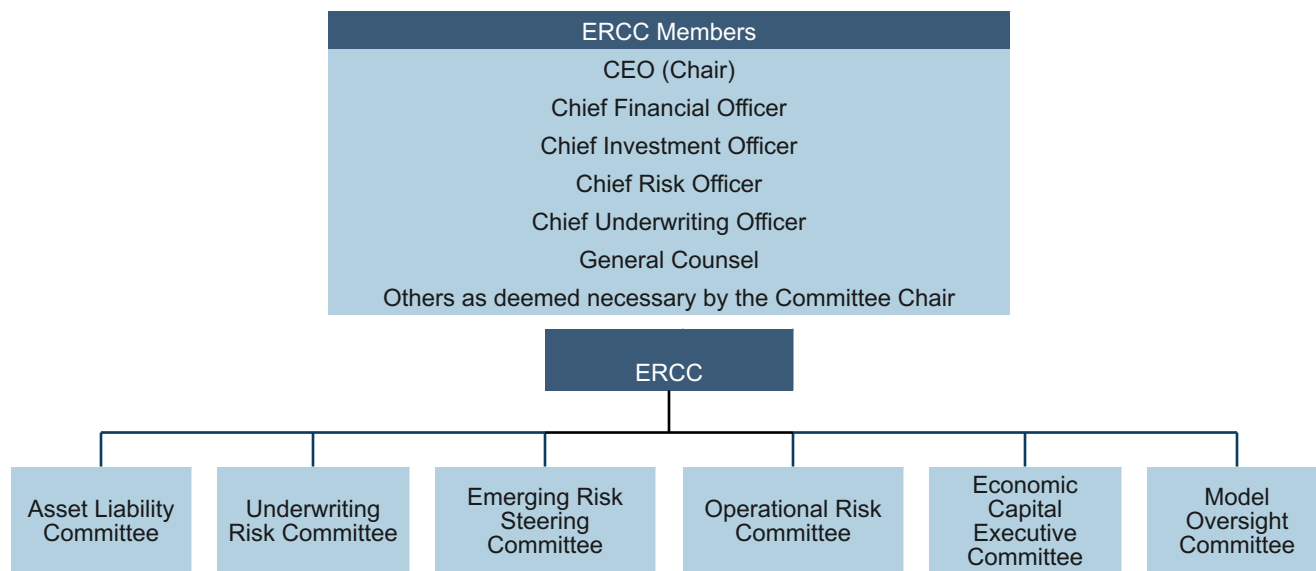 ERCC Members
CEO (Chair)
Chief Financial Officer
Chief Investment Officer
Chief Risk Officer
Chief Underwriting Officer
General Counsel
Others as deemed necessary by the Committee Chair
ERCC
Asset Liability
Committee
Underwriting
Risk Committee
Emerging Risk
Steering
Committee
Operational Risk
Committee
Economic
Capital
Executive
Committee
Model
Oversight
Committee